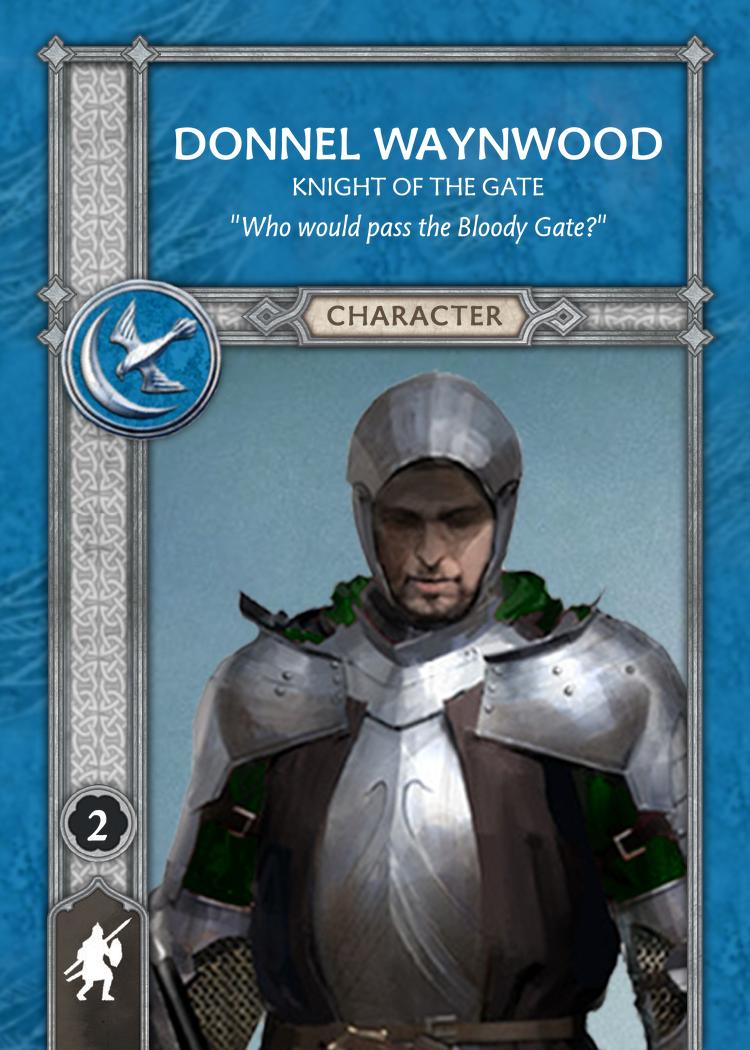 DONNEL WAYNWOOD
KNIGHT OF THE GATE
"Who would pass the Bloody Gate?"
CHARACTER
2